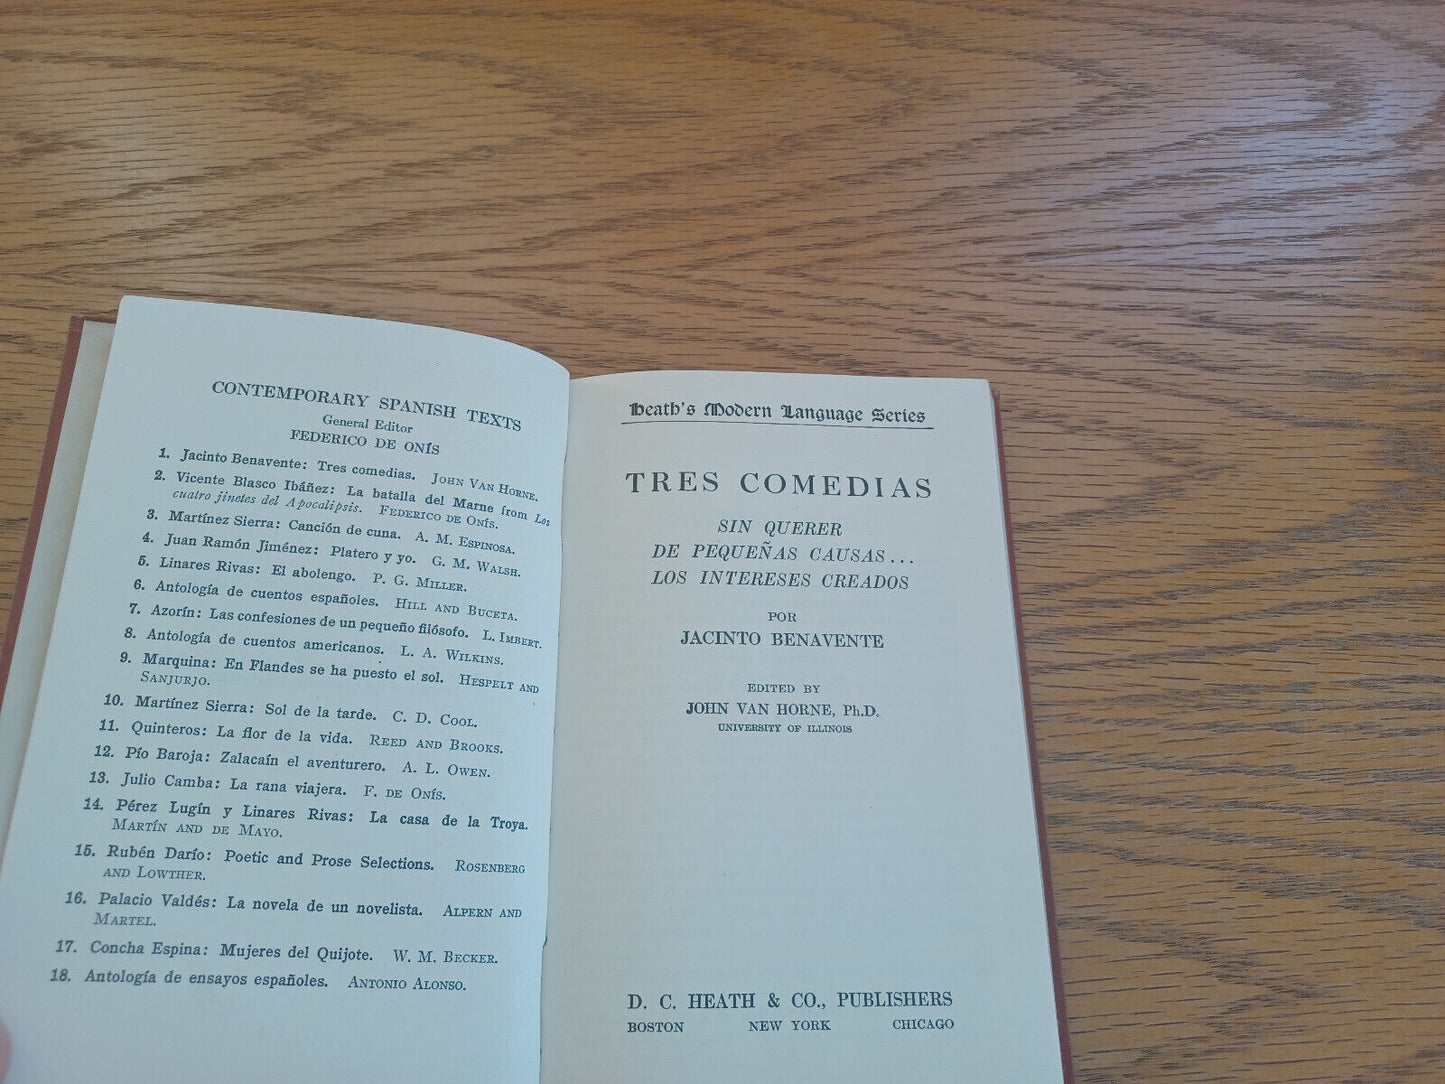 CONTEMPORARY SPANISH TEXTS
General Editor
FEDERICO DE ONÍS
1. Jacinto Benavente: Tres comedias. JOHN VAN HORNE.
2. Vicente Blasco Ibáñez: La batalla del Marne from Los
cuatro jinetes del Apocalipsis. FEDERICO DE ONÍS.
3. Martínez Sierra: Canción de cuna. A. M. ESPINOSA.
4. Juan Ramón Jiménez: Platero y yo. G. M. WALSH.
5. Linares Rivas: El abolengo. P. G. MILLER.
6. Antología de cuentos españoles. HILL AND BUCETA.
7. Azorín: Las confesiones de un pequeño filósofo. L. IMBERT.
8. Antología de cuentos americanos. L. A. WILKINS.
9. Marquina: En Flandes se ha puesto el sol. HESPELT AND
SANJURJO.
10. Martínez Sierra: Sol de la tarde. C. D. COOL.
11. Quinteros: La flor de la vida. REED AND BROOKS.
12. Pío Baroja: Zalacaín el aventurero. A. L. OWEN.
13. Julio Camba: La rana viajera. F. DE ONÍS.
14. Pérez Lugín y Linares Rivas: La casa de la Troya.
MARTÍN AND DE MAYO.
15. Rubén Darío: Poetic and Prose Selections. ROSENBERG
AND LOWTHER.
16. Palacio Valdés: La novela de un novelista. ALPERN AND
MARTEL.
17. Concha Espina: Mujeres del Quijote. W. M. BECKER.
18. Antología de ensayos españoles. ANTONIO ALONSO.
Heath's Modern Language Series
TRES COMEDIAS
SIN QUERER
DE PEQUEÑAS CAUSAS...
LOS INTERESES CREADOS
POR
JACINTO BENAVENTE
EDITED BY
JOHN VAN HORNE, Ph.D.
UNIVERSITY OF ILLINOIS
D. C. HEATH & CO., PUBLISHERS
BOSTON NEW YORK CHICAGO